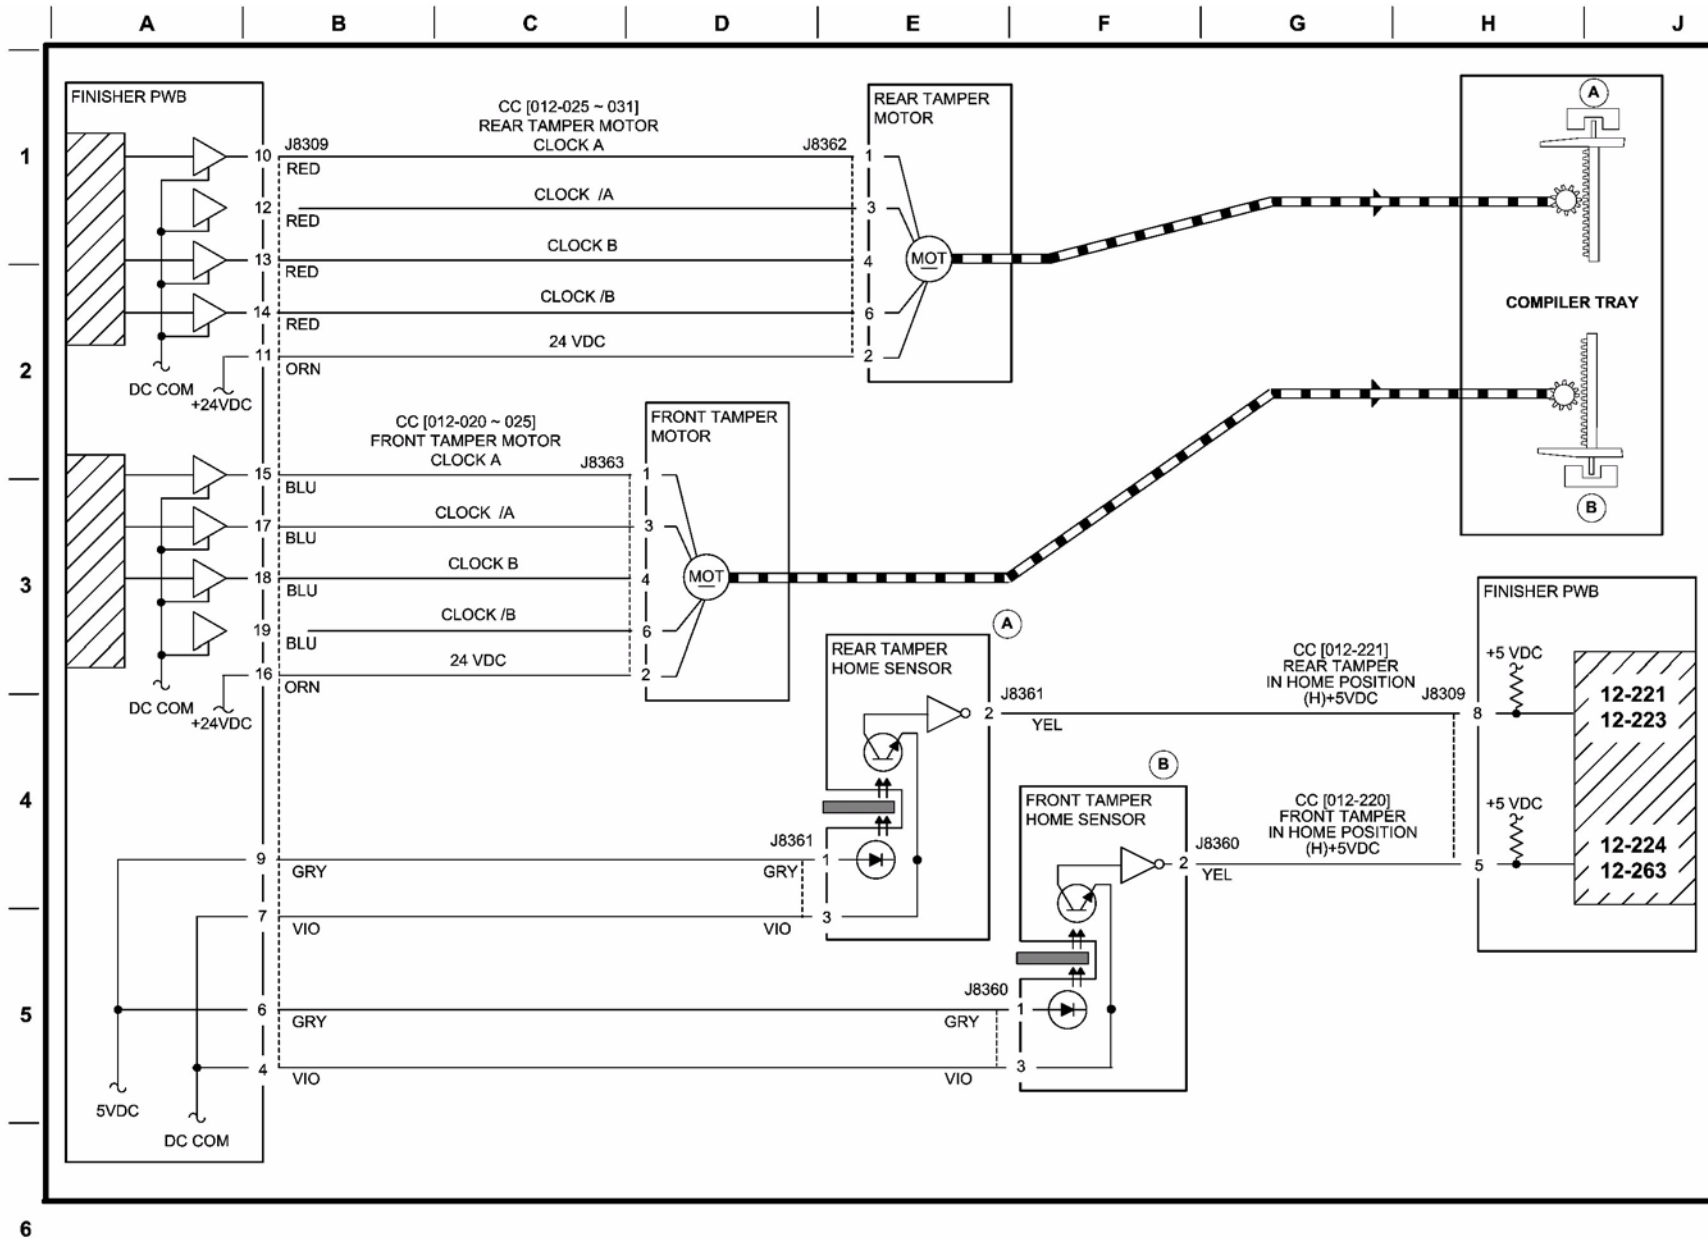 A B C D E F G H J
1
2
3
4
5
6
FINISHER PWB
CC [012-025 ~ 031]
REAR TAMPER MOTOR
CLOCK A
J8309
10
RED
J8362
1
REAR TAMPER
MOTOR
12
RED
CLOCK /A
3
13
RED
CLOCK B
4
MOT
14
RED
CLOCK /B
6
11
ORN
24 VDC
2
DC COM
+24VDC
A
COMPILER TRAY
B
CC [012-020 ~ 025]
FRONT TAMPER MOTOR
CLOCK A
15
BLU
J8363
1
FRONT TAMPER
MOTOR
17
BLU
CLOCK /A
3
18
BLU
CLOCK B
4
MOT
19
BLU
CLOCK /B
6
16
ORN
24 VDC
2
DC COM
+24VDC
A
REAR TAMPER
HOME SENSOR
J8361
2
YEL
CC [012-221]
REAR TAMPER
IN HOME POSITION
(H)+5VDC
J8309
8
FINISHER PWB
+5 VDC
12-221
12-223
B
FRONT TAMPER
HOME SENSOR
J8360
2
YEL
CC [012-220]
FRONT TAMPER
IN HOME POSITION
(H)+5VDC
5
+5 VDC
12-224
12-263
9
GRY
J8361
GRY
1
7
VIO
VIO
3
6
GRY
J8360
GRY
1
4
VIO
VIO
3
5VDC
DC COM